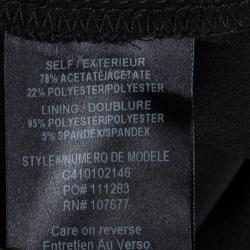 SELF / EXTERIEUR
78% ACETATE/ACETATE
22% POLYESTER/POLYESTER
LINING / DOUBLURE
95% POLYESTER/POLYESTER
5% SPANDEX/SPANDEX
STYLE#/NUMERO DE MODELE
C410102146
PO# 111283
RN# 107677
Care on reverse
Entretien Au Verso